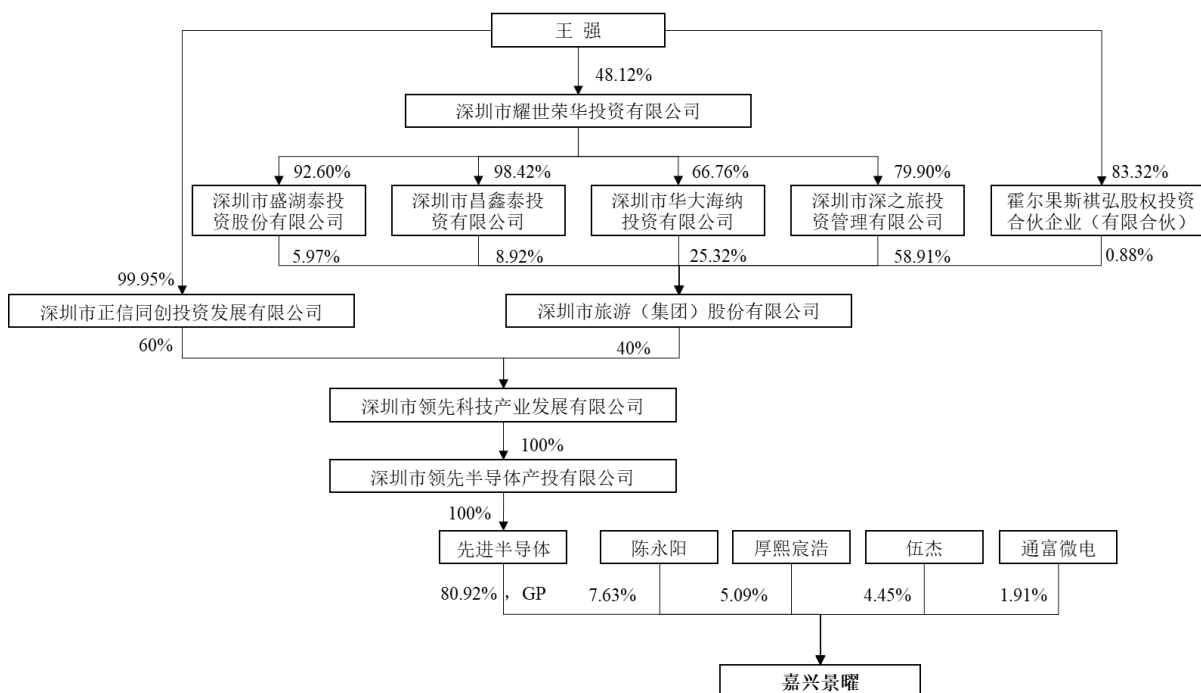 王 强
48.12%
深圳市耀世荣华投资有限公司
92.60%
98.42%
66.76%
79.90%
83.32%
深圳市盛湖泰投
资股份有限公司
深圳市昌鑫泰投
资有限公司
深圳市华大海纳
投资有限公司
深圳市深之旅投
资管理有限公司
霍尔果斯祺弘股权投资
合伙企业（有限合伙）
5.97%
8.92%
25.32%
58.91%
0.88%
99.95%
深圳市正信同创投资发展有限公司
深圳市旅游（集团）股份有限公司
60%
40%
深圳市领先科技产业发展有限公司
100%
深圳市领先半导体产投有限公司
100%
先进半导体
陈永阳
厚熙宸浩
伍杰
通富微电
80.92%，GP
7.63%
5.09%
4.45%
1.91%
嘉兴景曜